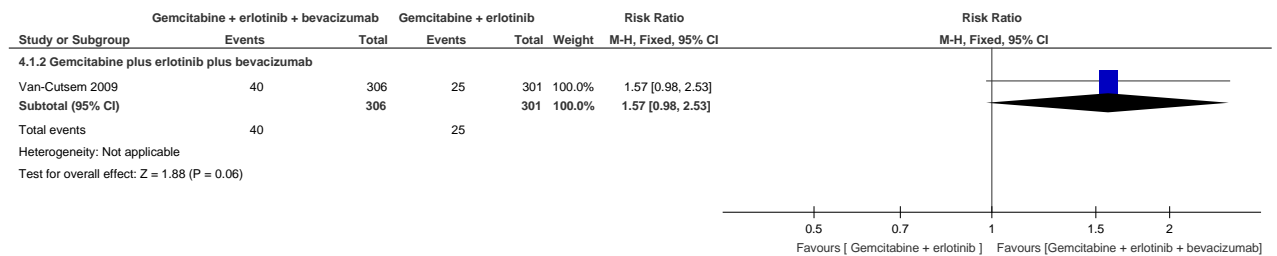 Gemcitabine + erlotinib + bevacizumab Gemcitabine + erlotinib Risk Ratio Risk Ratio
Study or Subgroup Events Total Events Total Weight M-H, Fixed, 95% CI M-H, Fixed, 95% CI
4.1.2 Gemcitabine plus erlotinib plus bevacizumab
Van-Cutsem 2009 40 306 25 301 100.0% 1.57 [0.98, 2.53]
Subtotal (95% CI) 306 301 100.0% 1.57 [0.98, 2.53]
Total events 40 25
Heterogeneity: Not applicable
Test for overall effect: Z = 1.88 (P = 0.06)
0.5 0.7 1 1.5 2
Favours [ Gemcitabine + erlotinib ] Favours [Gemcitabine + erlotinib + bevacizumab]